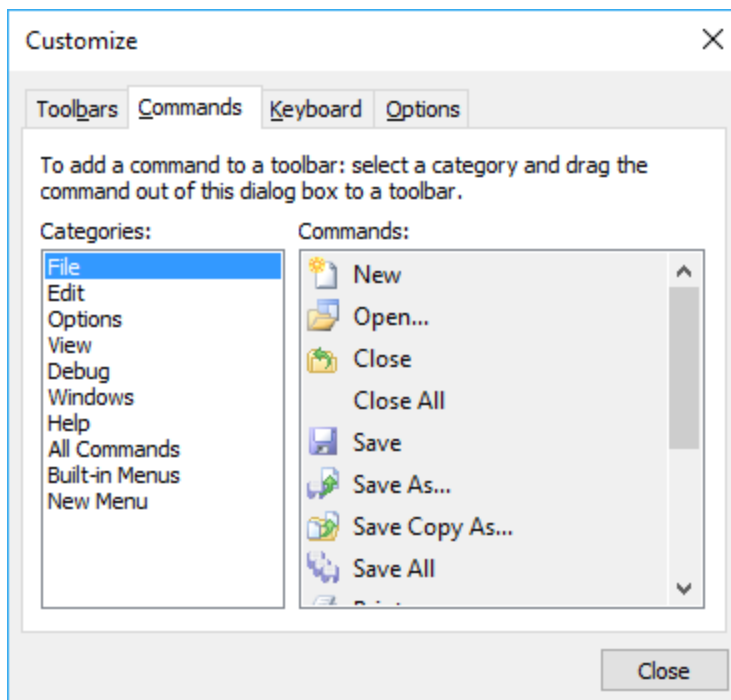 Customize
Toolbars Commands Keyboard Options
To add a command to a toolbar: select a category and drag the
command out of this dialog box to a toolbar.
Categories:
Commands:
File
Edit
Options
View
Debug
Windows
Help
All Commands
Built-in Menus
New Menu
New
Open...
Close
Close All
Save
Save As...
Save Copy As...
Save All
Close